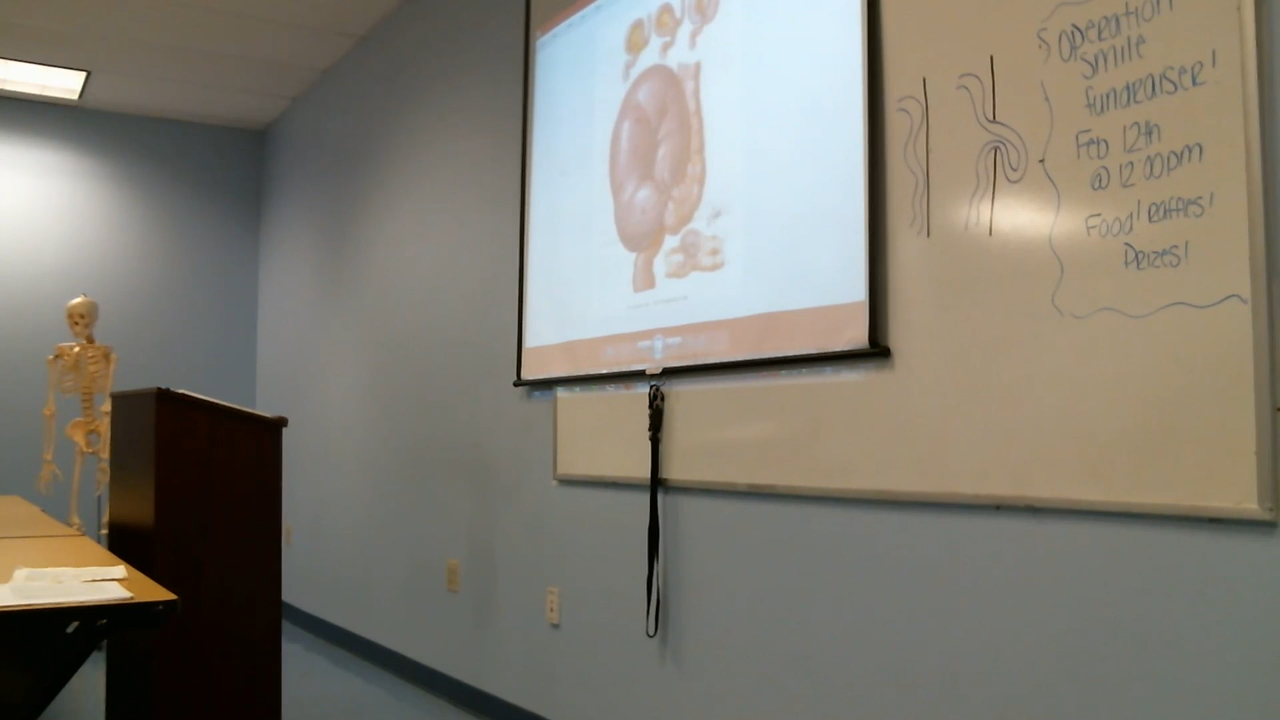 Operation
Smile
fundraiser!
Feb 12th
@ 12:00pm
Food! Raffles!
Prizes!